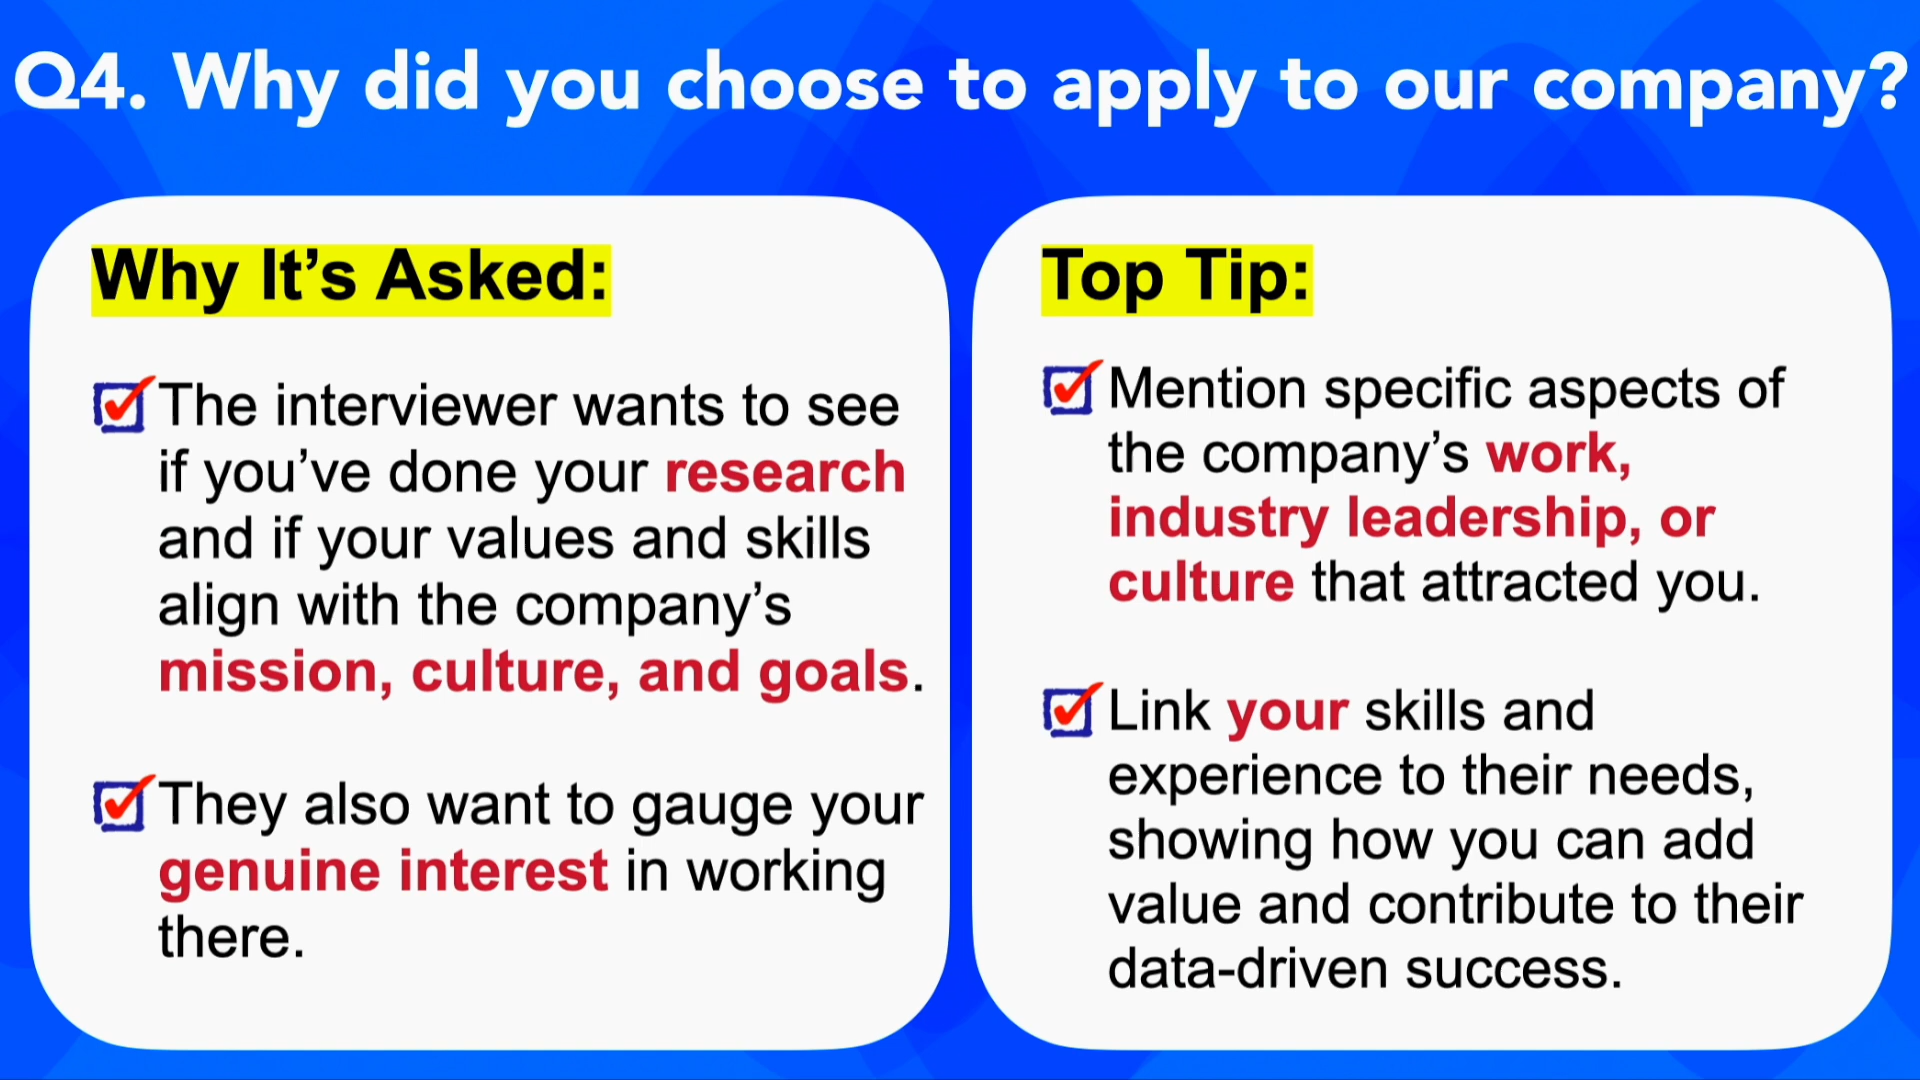 Q4. Why did you choose to apply to our company?
Why It’s Asked:
The interviewer wants to see
if you’ve done your research
and if your values and skills
align with the company’s
mission, culture, and goals.
They also want to gauge your
genuine interest in working
there.
Top Tip:
Mention specific aspects of
the company’s work,
industry leadership, or
culture that attracted you.
Link your skills and
experience to their needs,
showing how you can add
value and contribute to their
data-driven success.